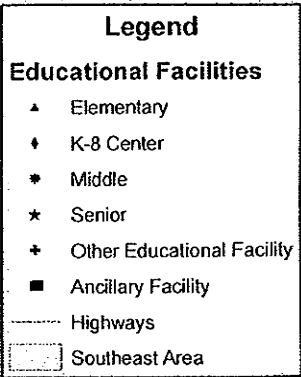 Legend
Educational Facilities
Elementary
K-8 Center
Middle
Senior
Other Educational Facility
Ancillary Facility
Highways
Southeast Area